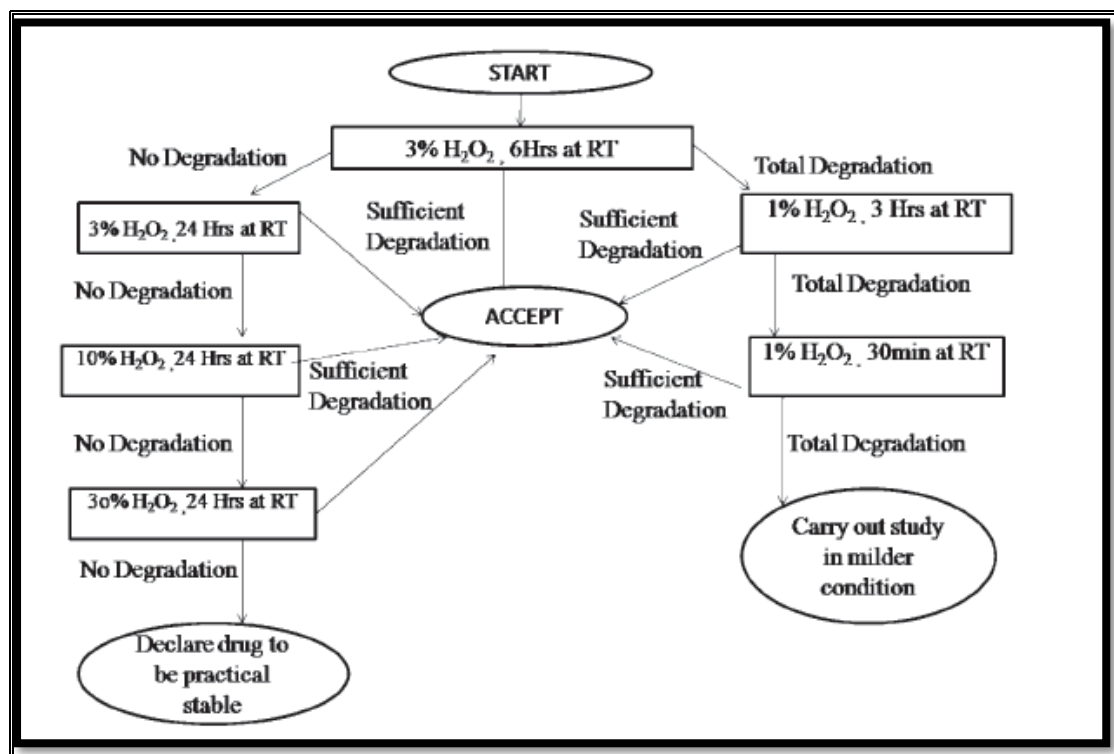 START
3% H₂O₂ , 6Hrs at RT
No Degradation
Total Degradation
3% H₂O₂ ,24 Hrs at RT
Sufficient
Degradation
Sufficient
Degradation
1% H₂O₂ , 3 Hrs at RT
No Degradation
Total Degradation
ACCEPT
10% H₂O₂ ,24 Hrs at RT
Sufficient
Degradation
Sufficient
Degradation
1% H₂O₂ , 30min at RT
No Degradation
Total Degradation
3o% H₂O₂ ,24 Hrs at RT
No Degradation
Carry out study
in milder
condition
Declare drug to
be practical
stable